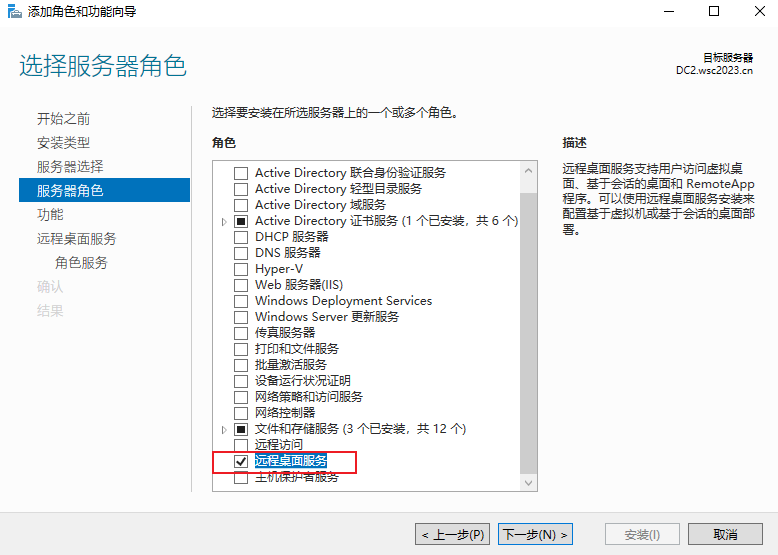 添加角色和功能向导
选择服务器角色
目标服务器
DC2.wsc2023.cn
开始之前
安装类型
服务器选择
服务器角色
功能
远程桌面服务
角色服务
确认
结果
选择要安装在所选服务器上的一个或多个角色。
角色
Active Directory 联合身份验证服务
Active Directory 轻型目录服务
Active Directory 域服务
Active Directory 证书服务 (1 个已安装，共 6 个)
DHCP 服务器
DNS 服务器
Hyper-V
Web 服务器(IIS)
Windows Deployment Services
Windows Server 更新服务
传真服务器
打印和文件服务
批量激活服务
设备运行状况证明
网络策略和访问服务
网络控制器
文件和存储服务 (3 个已安装，共 12 个)
远程访问
远程桌面服务
主机保护者服务
描述
远程桌面服务支持用户访问虚拟桌
面、基于会话的桌面和 RemoteApp
程序。可以使用远程桌面服务安装来
配置基于虚拟机或基于会话的桌面部
署。
< 上一步(P)
下一步(N) >
安装(I)
取消